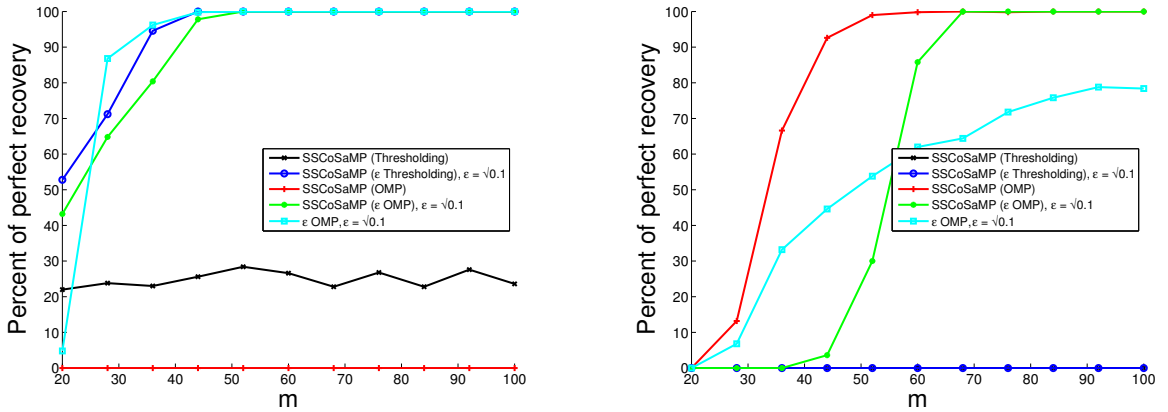 100
90
80
70
60
50
40
30
20
10
0
Percent of perfect recovery
SSCoSaMP (Thresholding)
SSCoSaMP (ε Thresholding), ε = √0.1
SSCoSaMP (OMP)
SSCoSaMP (ε OMP), ε = √0.1
ε OMP,ε = √0.1
20 30 40 50 60 70 80 90 100
m
100
90
80
70
60
50
40
30
20
10
0
Percent of perfect recovery
SSCoSaMP (Thresholding)
SSCoSaMP (ε Thresholding), ε = √0.1
SSCoSaMP (OMP)
SSCoSaMP (ε OMP), ε = √0.1
ε OMP,ε = √0.1
20 30 40 50 60 70 80 90 100
m